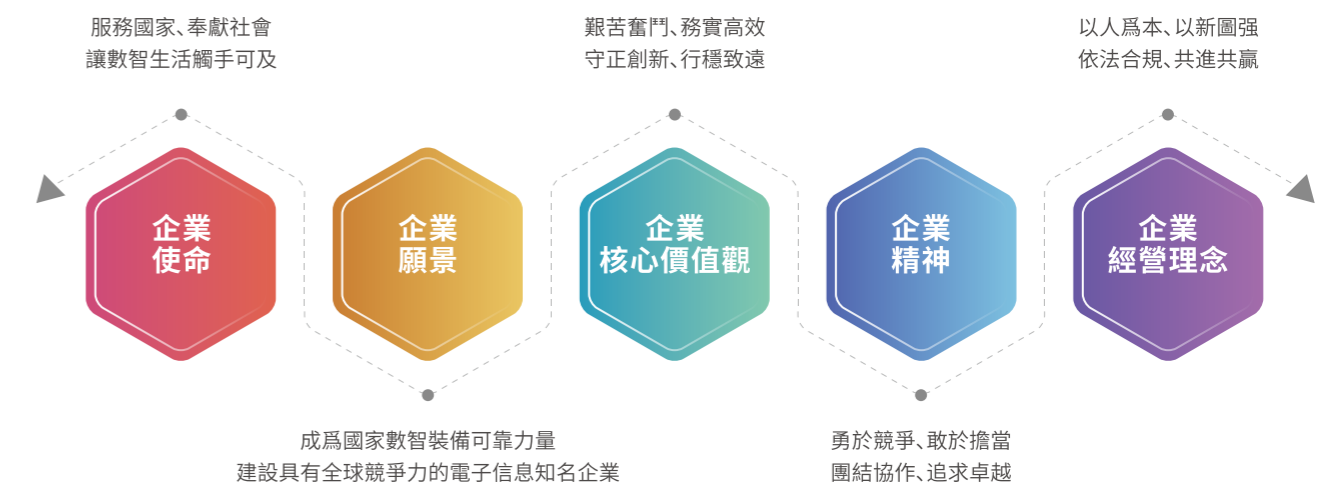 服務國家、奉獻社會
讓數智生活觸手可及
艱苦奮鬥、務實高效
守正創新、行穩致遠
以人爲本、以新圖强
依法合規、共進共贏
企業
使命
企業
願景
企業
核心價值觀
企業
精神
企業
經營理念
成爲國家數智裝備可靠力量
建設具有全球競爭力的電子信息知名企業
勇於競爭、敢於擔當
團結協作、追求卓越